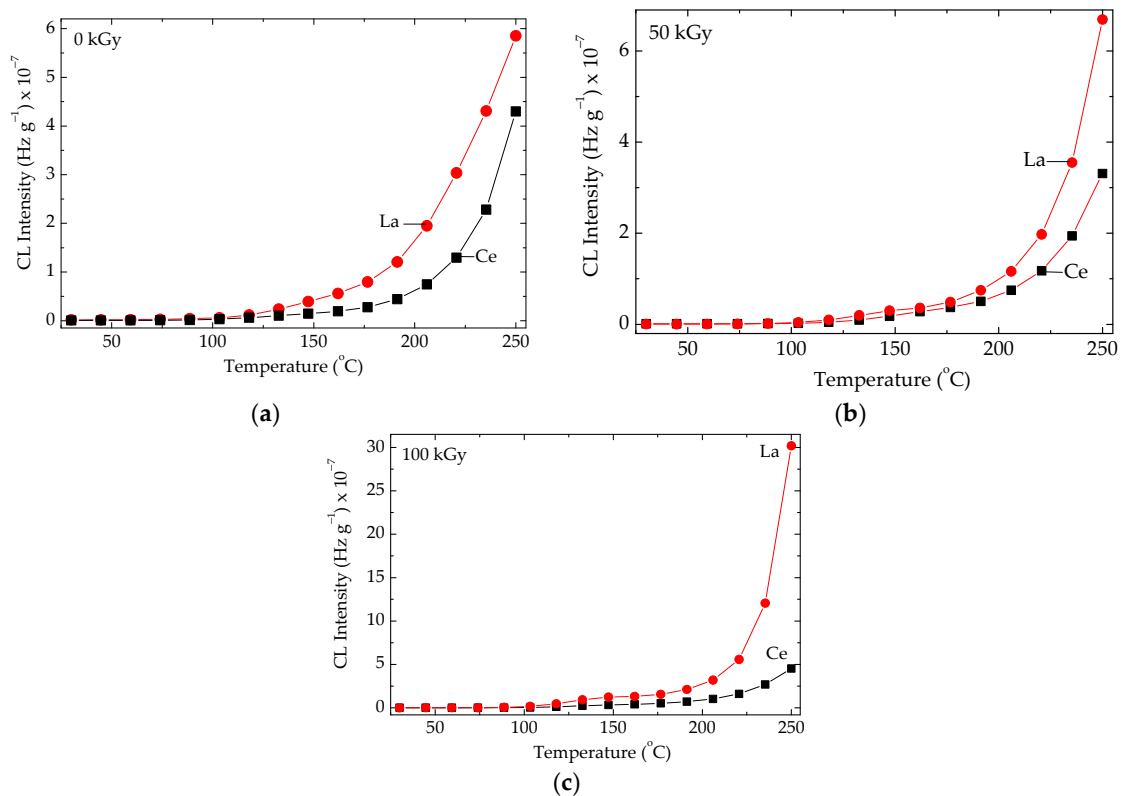 0 kGy
CL Intensity (Hz g⁻¹) x 10⁻⁷
6
5
4
3
2
1
0
La
Ce
50 100 150 200 250
Temperature (°C)
(a)
50 kGy
CL Intensity (Hz g⁻¹) x 10⁻⁷
6
4
2
0
La
Ce
50 100 150 200 250
Temperature (°C)
(b)
100 kGy
CL Intensity (Hz g⁻¹) x 10⁻⁷
30
25
20
15
10
5
0
La
Ce
50 100 150 200 250
Temperature (°C)
(c)